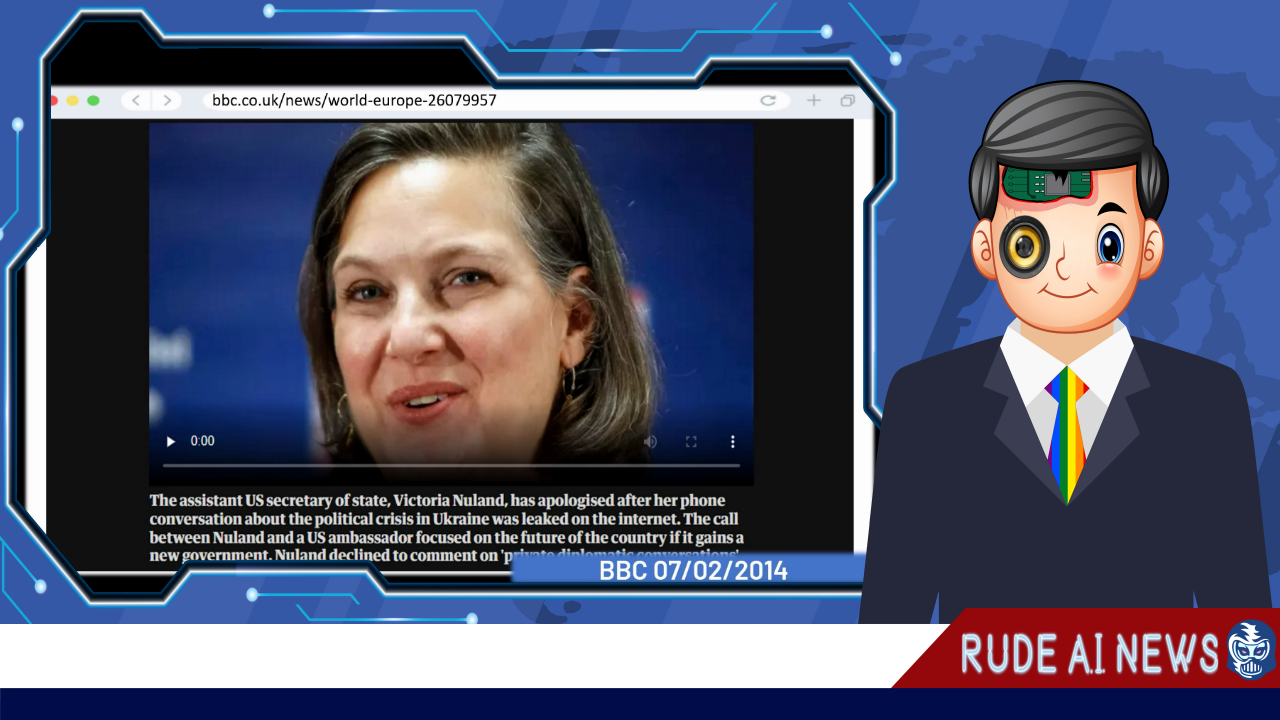 bbc.co.uk/news/world-europe-26079957
0:00
The assistant US secretary of state, Victoria Nuland, has apologised after her phone
conversation about the political crisis in Ukraine was leaked on the internet. The call
between Nuland and a US ambassador focused on the future of the country if it gains a
new government. Nuland declined to comment on 'private diplomatic conversations'
BBC 07/02/2014
RUDE A.I NEWS